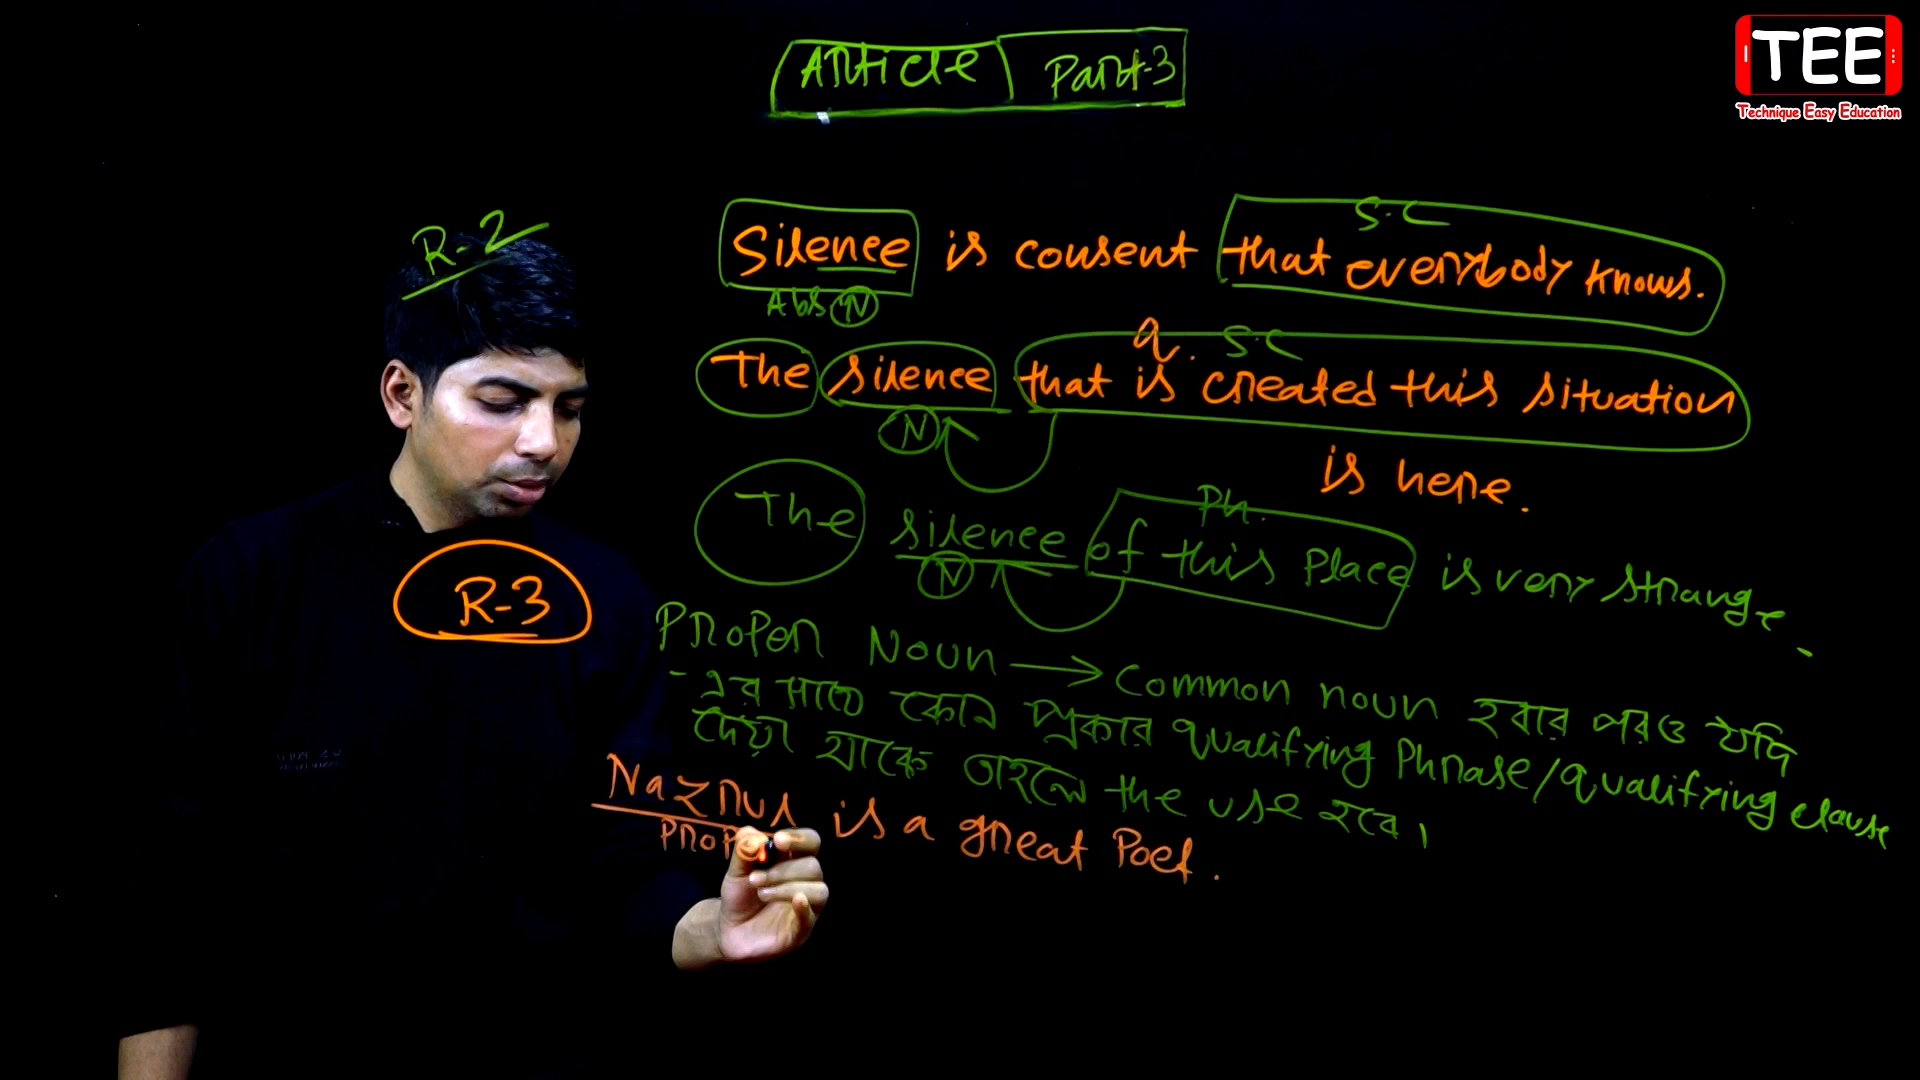 Article Part-3
TEE
Technique Easy Education
R-2
Silence is consent that everybody knows.
S.C
Abs N
The silence that is created this situation
q. S.C
N
is here.
The silence of this place is very strange.
Ph.
N
R-3
Proper Noun → Common noun হবার পরও যদি
- এর সাথে কোন প্রকার qualifying Phrase/qualifying clause
দেয়া থাকে তাহলে the use হবে।
Nazrul is a great Poet.
Proper